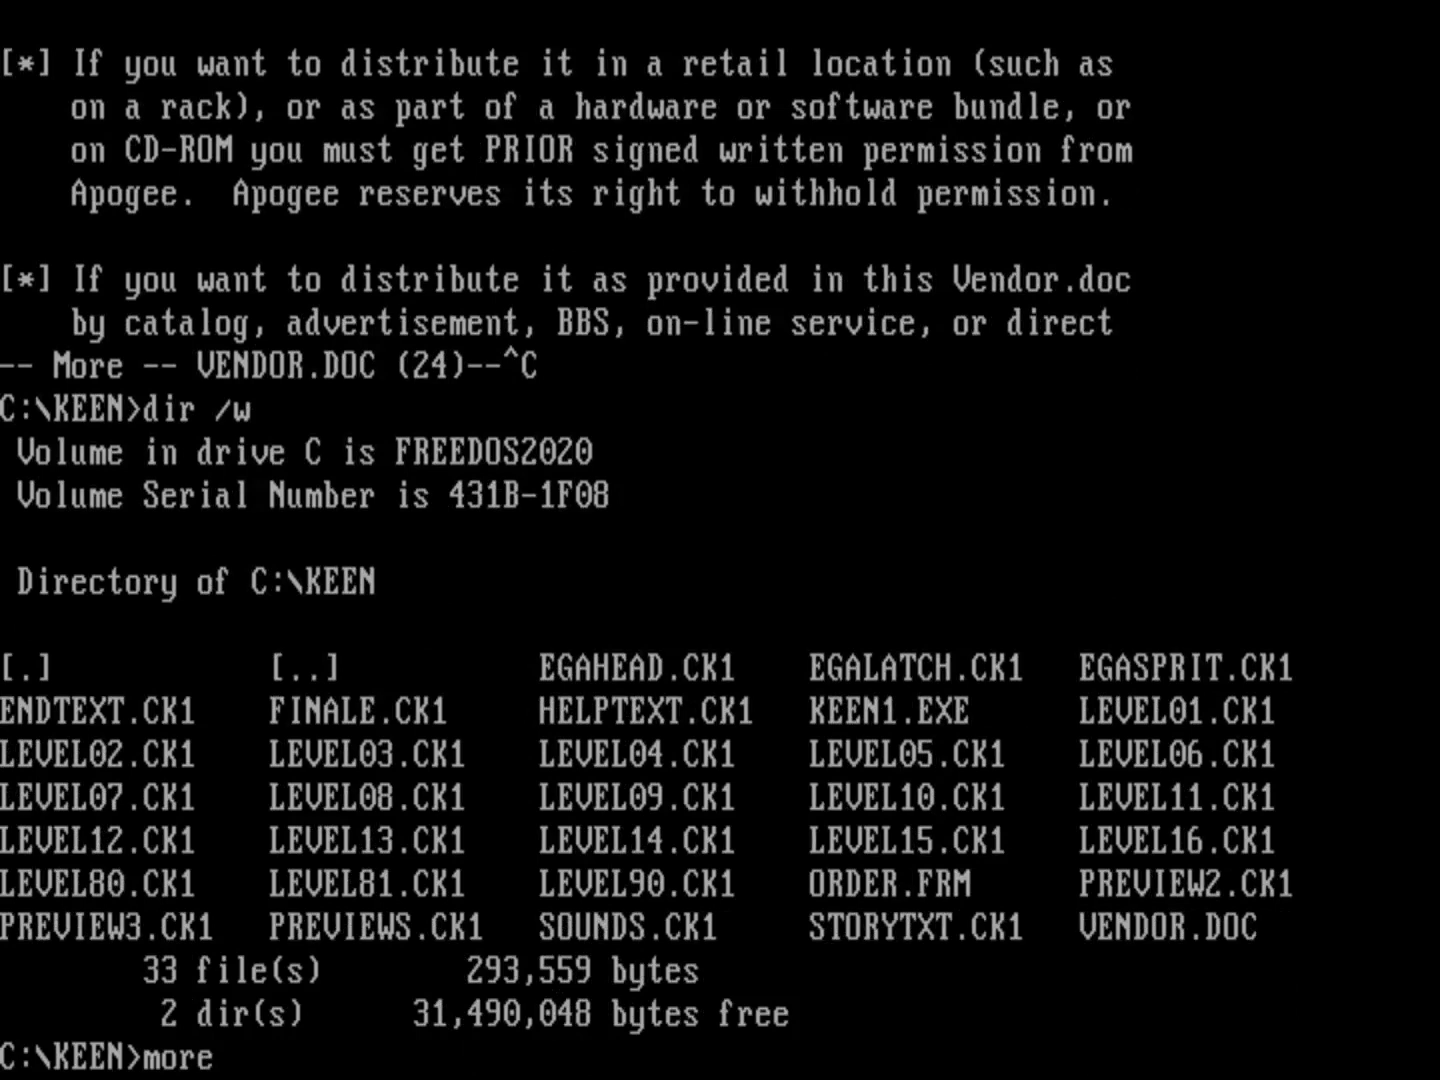 [*] If you want to distribute it in a retail location (such as
on a rack), or as part of a hardware or software bundle, or
on CD-ROM you must get PRIOR signed written permission from
Apogee.  Apogee reserves its right to withhold permission.
[*] If you want to distribute it as provided in this Vendor.doc
by catalog, advertisement, BBS, on-line service, or direct
-- More -- VENDOR.DOC (24)--^C
C:\KEEN>dir /w
Volume in drive C is FREEDOS2020
Volume Serial Number is 431B-1F08
Directory of C:\KEEN
[.] [..] EGAHEAD.CK1 EGALATCH.CK1 EGASPRIT.CK1
ENDTEXT.CK1 FINALE.CK1 HELPTEXT.CK1 KEEN1.EXE LEVEL01.CK1
LEVEL02.CK1 LEVEL03.CK1 LEVEL04.CK1 LEVEL05.CK1 LEVEL06.CK1
LEVEL07.CK1 LEVEL08.CK1 LEVEL09.CK1 LEVEL10.CK1 LEVEL11.CK1
LEVEL12.CK1 LEVEL13.CK1 LEVEL14.CK1 LEVEL15.CK1 LEVEL16.CK1
LEVEL80.CK1 LEVEL81.CK1 LEVEL90.CK1 ORDER.FRM PREVIEW2.CK1
PREVIEW3.CK1 PREVIEWS.CK1 SOUNDS.CK1 STORYTXT.CK1 VENDOR.DOC
33 file(s) 293,559 bytes
2 dir(s) 31,490,048 bytes free
C:\KEEN>more